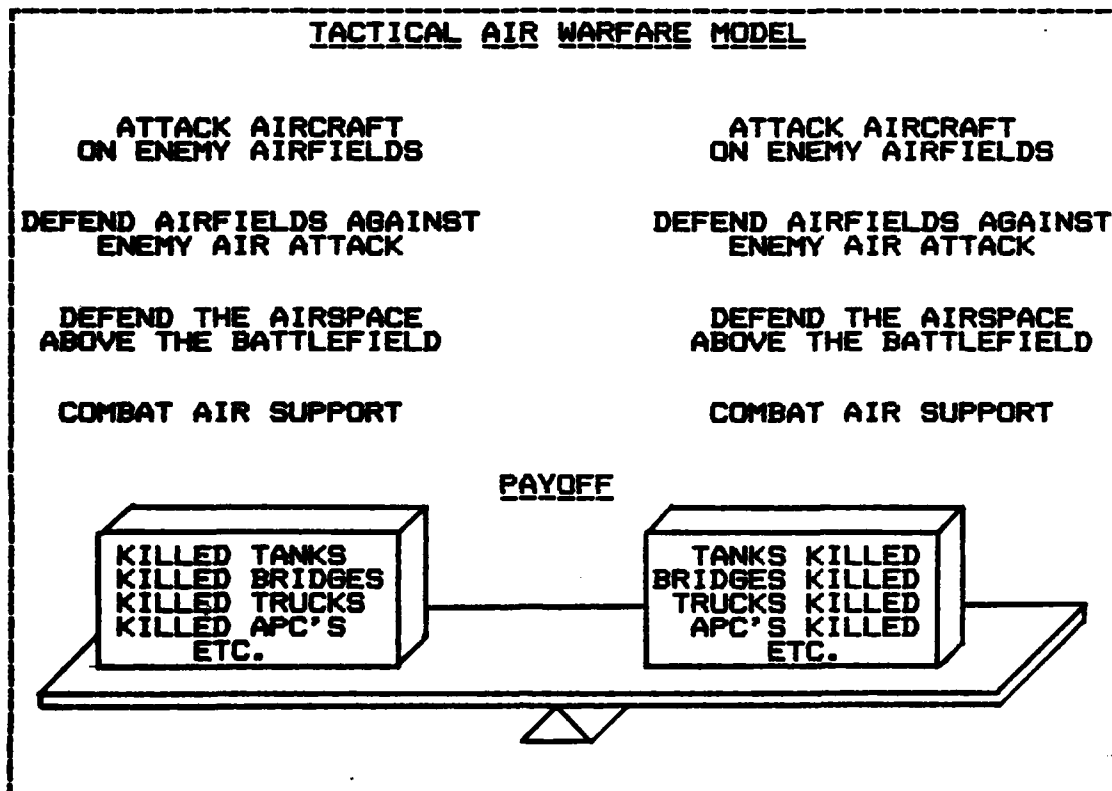 TACTICAL AIR WARFARE MODEL
ATTACK AIRCRAFT
ON ENEMY AIRFIELDS
DEFEND AIRFIELDS AGAINST
ENEMY AIR ATTACK
DEFEND THE AIRSPACE
ABOVE THE BATTLEFIELD
COMBAT AIR SUPPORT
ATTACK AIRCRAFT
ON ENEMY AIRFIELDS
DEFEND AIRFIELDS AGAINST
ENEMY AIR ATTACK
DEFEND THE AIRSPACE
ABOVE THE BATTLEFIELD
COMBAT AIR SUPPORT
PAYOFF
KILLED TANKS
KILLED BRIDGES
KILLED TRUCKS
KILLED APC'S
ETC.
TANKS KILLED
BRIDGES KILLED
TRUCKS KILLED
APC'S KILLED
ETC.